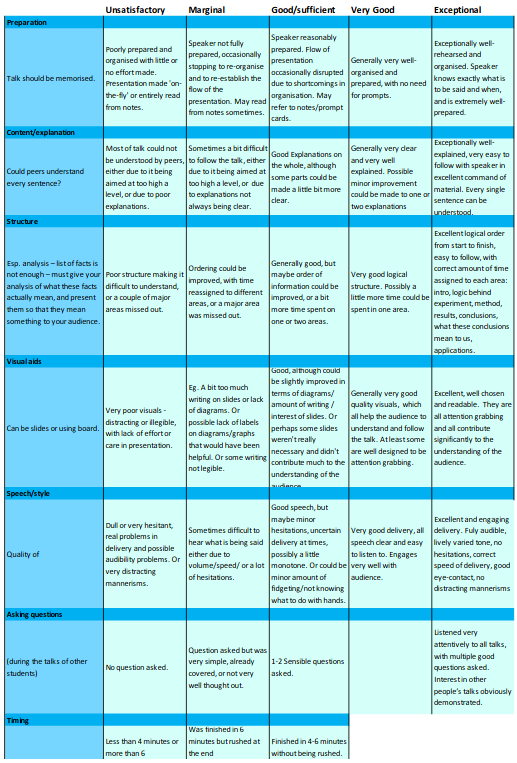 Unsatisfactory Marginal Good/sufficient Very Good Exceptional
Preparation
Talk should be memorised.
Poorly prepared and
organised with little or
no effort made.
Presentation made 'on-
the-fly' or entirely read
from notes.
Speaker not fully
prepared, occasionally
stopping to re-organise
and to re-establish the
flow of the
presentation. May read
from notes sometimes.
Speaker reasonably
prepared. Flow of
presentation
occasionally disrupted
due to shortcomings in
organisation. May
refer to notes/prompt
cards.
Generally very well-
organised and
prepared, with no need
for prompts.
Exceptionally well-
rehearsed and
organised. Speaker
knows exactly what is
to be said and when,
and is extremely well-
prepared.
Content/explanation
Could peers understand
every sentence?
Most of talk could not
be understood by peers,
either due to it being
aimed at too high a
level, or due to poor
explanations.
Sometimes a bit difficult
to follow the talk, either
due to it being aimed at
too high a level, or due
to explanations not
always being clear.
Good Explanations on
the whole, although
some parts could be
made a little bit more
clear.
Generally very clear
and very well
explained. Possible
minor improvement
could be made to one or
two explanations
Exceptionally well-
explained, very easy to
follow with speaker in
excellent command of
material. Every single
sentence can be
understood.
Structure
Esp. analysis – list of facts is
not enough – must give your
analysis of what these facts
actually mean, and present
them so that they mean
something to your audience.
Poor structure making it
difficult to understand,
or a couple of major
areas missed out.
Ordering could be
improved, with time
reassigned to different
areas, or a major area
was missed out.
Generally good, but
maybe order of
information could be
improved, or a bit
more time spent on
one or two areas.
Very good logical
structure. Possibly a
little more time could be
spent in one area.
Excellent logical order
from start to finish,
easy to follow, with
correct amount of time
assigned to each area:
intro, logic behind
experiment, method,
results, conclusions,
what these conclusions
mean to us,
applications.
Visual aids
Can be slides or using board.
Very poor visuals -
distracting or illegible,
with lack of effort or
care in presentation.
Eg. A bit too much
writing on slides or lack
of diagrams. Or
possible lack of labels
on diagrams/graphs
that would have been
helpful. Or some writing
not legible.
Good, although could
be slightly improved in
terms of diagrams/
amount of writing /
interest of slides. Or
perhaps some slides
weren't really
necessary and didn't
contribute much to the
understanding of the
audience.
Generally very good
quality visuals, which
all help the audience to
understand and follow
the talk. At least some
are well designed to be
attention grabbing.
Excellent, well chosen
and readable. They are
all attention grabbing
and all contribute
significantly to the
understanding of the
audience.
Speech/style
Quality of
Dull or very hesitant,
real problems in
delivery and possible
audibility problems. Or
very distracting
mannerisms.
Sometimes difficult to
hear what is being said
either due to
volume/speed/ or a lot
of hesitations.
Good speech, but
maybe minor
hesitations, uncertain
delivery at times,
possibly a little
monotone. Or could be
minor amount of
fidgeting/not knowing
what to do with hands.
Very good delivery, all
speech clear and easy
to listen to. Engages
very well with
audience.
Excellent and engaging
delivery. Fuly audible,
lively varied tone, no
hesitations, correct
speed of delivery, good
eye-contact, no
distracting mannerisms
Asking questions
(during the talks of other
students)
No question asked.
Question asked but was
very simple, already
covered, or not very
well thought out.
1-2 Sensible questions
asked.
Listened very
attentively to all talks,
with multiple good
questions asked.
Interest in other
people's talks obviously
demonstrated.
Timing
Less than 4 minutes or
more than 6
Was finished in 6
minutes but rushed at
the end
Finished in 4-6 minutes
without being rushed.